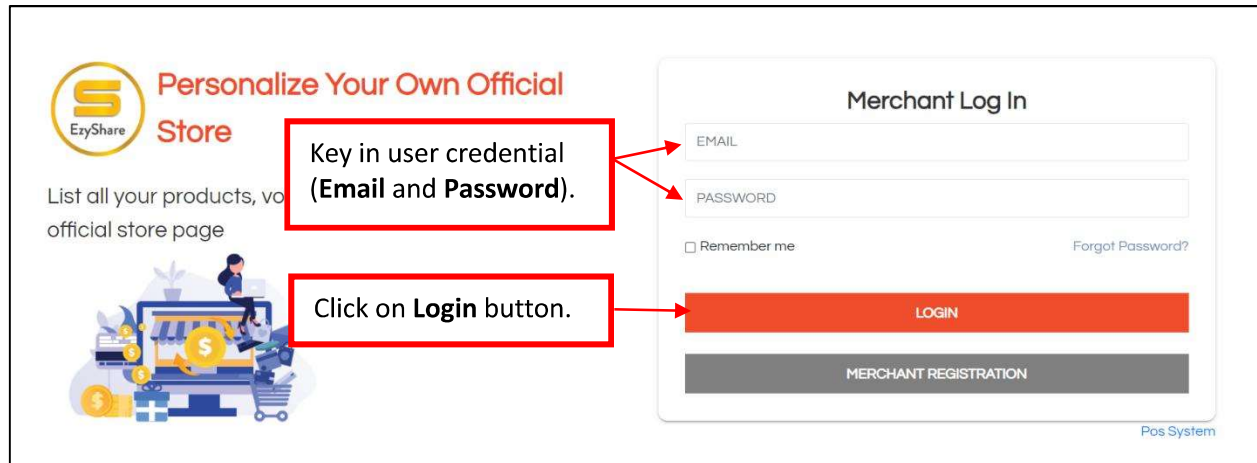 EzyShare
Personalize Your Own Official
Store
List all your products, vo
official store page
Key in user credential
(Email and Password).
Click on Login button.
Merchant Log In
EMAIL
PASSWORD
Remember me
Forgot Password?
LOGIN
MERCHANT REGISTRATION
Pos System